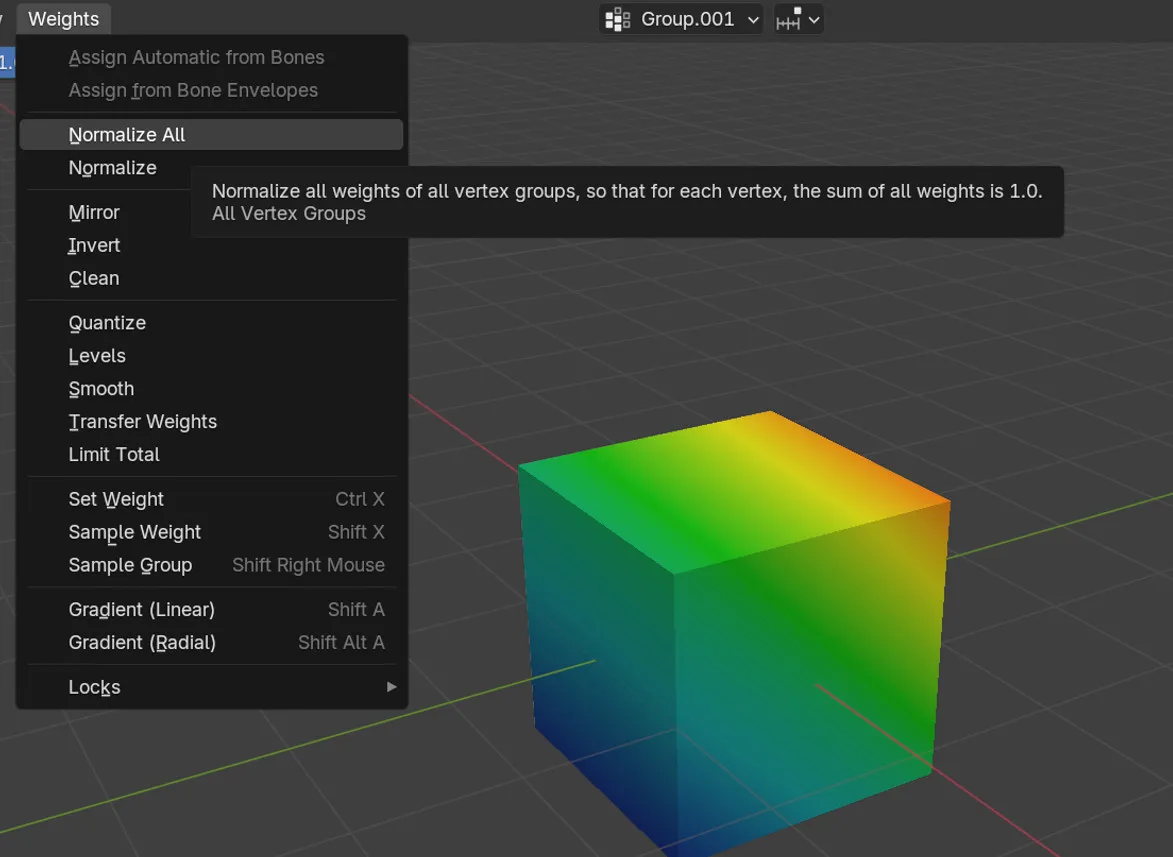 Weights
Group.001
1.
Assign Automatic from Bones
Assign from Bone Envelopes
Normalize All
Normalize
Normalize all weights of all vertex groups, so that for each vertex, the sum of all weights is 1.0.
All Vertex Groups
Mirror
Invert
Clean
Quantize
Levels
Smooth
Transfer Weights
Limit Total
Set Weight Ctrl X
Sample Weight Shift X
Sample Group Shift Right Mouse
Gradient (Linear) Shift A
Gradient (Radial) Shift Alt A
Locks